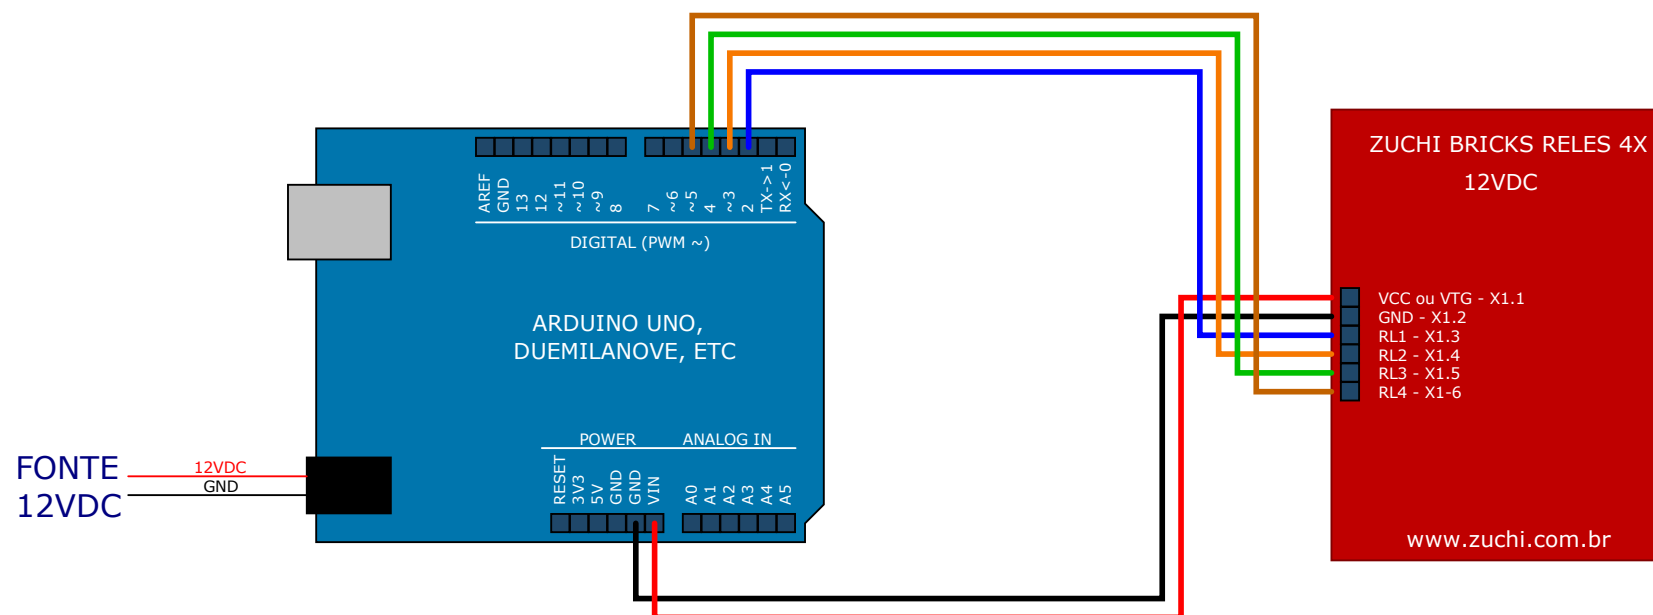 ZUCHI BRICKS RELES 4X
12VDC
AREF
GND
13
12
~11
~10
~9
8
7
~6
~5
4
~3
2
TX->1
RX<-0
DIGITAL (PWM ~)
VCC ou VTG - X1.1
GND - X1.2
RL1 - X1.3
RL2 - X1.4
RL3 - X1.5
RL4 - X1-6
ARDUINO UNO,
DUEMILANOVE, ETC
POWER
ANALOG IN
RESET
3V3
5V
GND
GND
VIN
A0
A1
A2
A3
A4
A5
FONTE
12VDC
12VDC
GND
www.zuchi.com.br